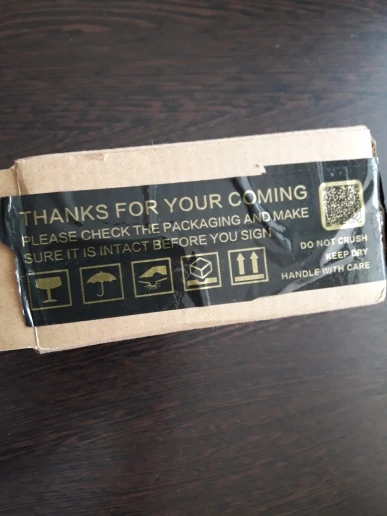 THANKS FOR YOUR COMING
PLEASE CHECK THE PACKAGING AND MAKE
SURE IT IS INTACT BEFORE YOU SIGN
DO NOT CRUSH
KEEP DRY
HANDLE WITH CARE